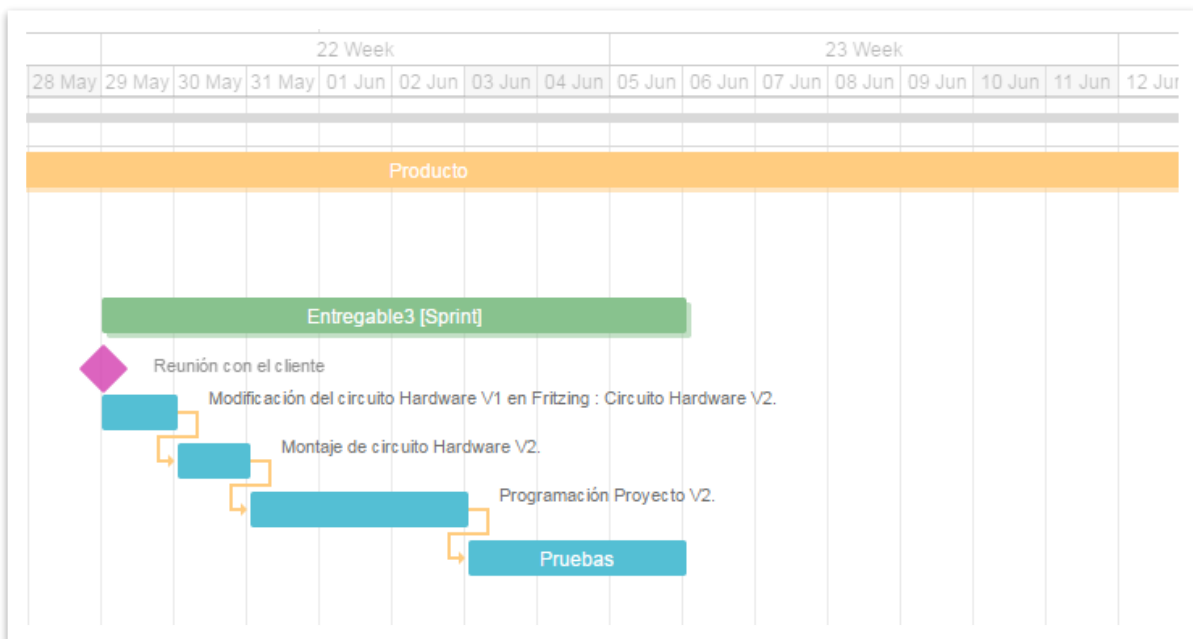 22 Week 23 Week
28 May 29 May 30 May 31 May 01 Jun 02 Jun 03 Jun 04 Jun 05 Jun 06 Jun 07 Jun 08 Jun 09 Jun 10 Jun 11 Jun 12 Jun
Producto
Entregable3 [Sprint]
Reunión con el cliente
Modificación del circuito Hardware V1 en Fritzing : Circuito Hardware V2.
Montaje de circuito Hardware V2.
Programación Proyecto V2.
Pruebas